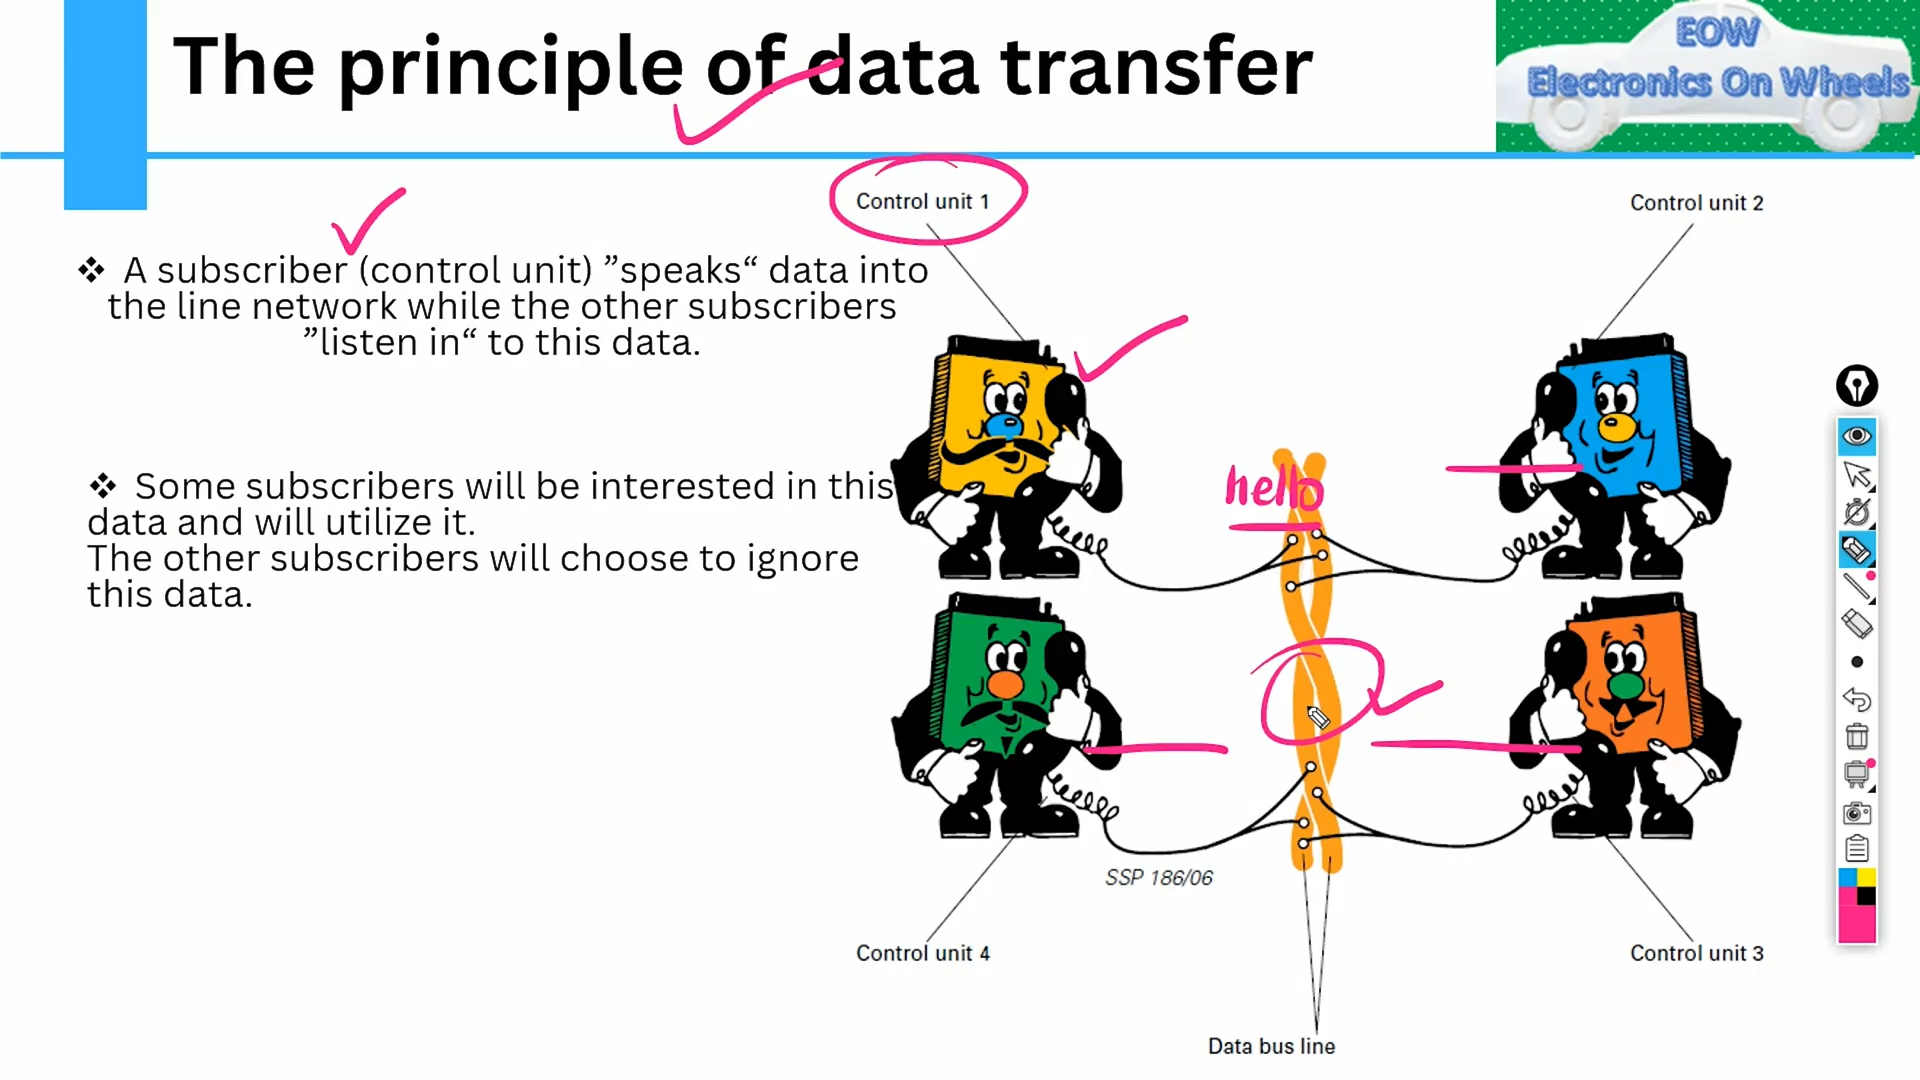 The principle of data transfer
EOW
Electronics On Wheels
Control unit 1
Control unit 2
❖ A subscriber (control unit) ”speaks“ data into
the line network while the other subscribers
”listen in“ to this data.
❖ Some subscribers will be interested in this
data and will utilize it.
The other subscribers will choose to ignore
this data.
hello
SSP 186/06
Control unit 4
Control unit 3
Data bus line